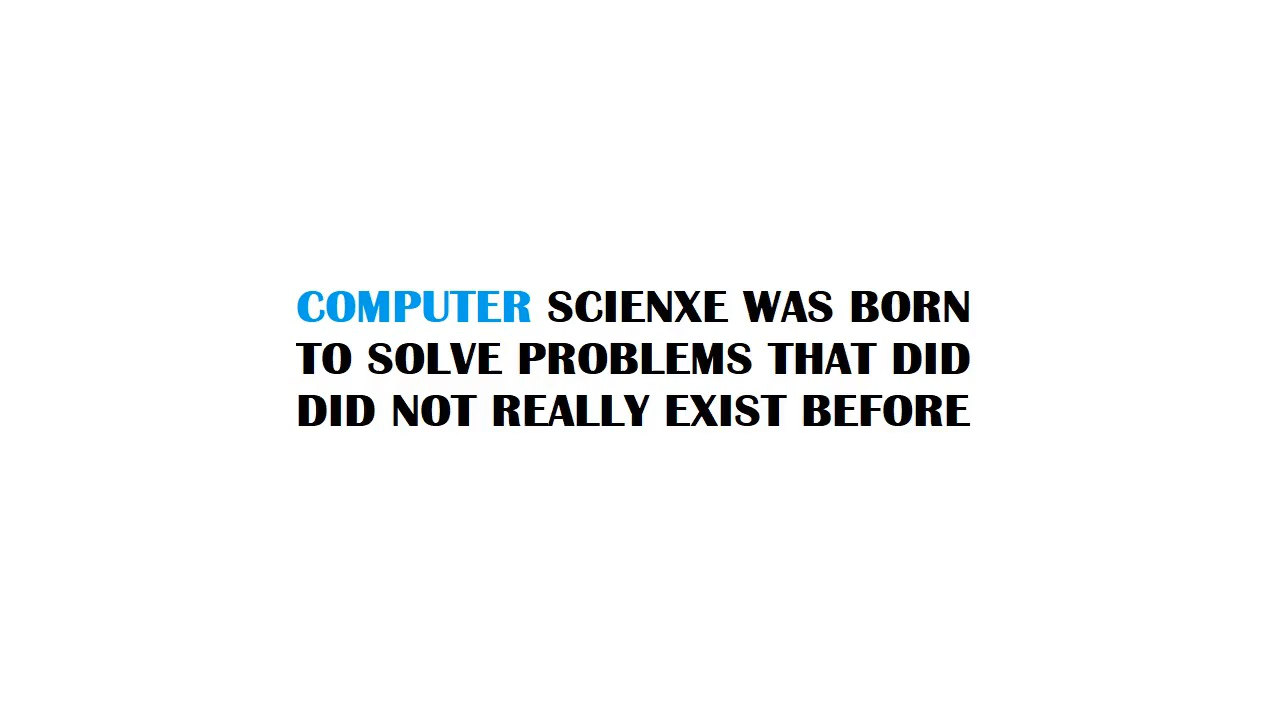 COMPUTER SCIENXE WAS BORN
TO SOLVE PROBLEMS THAT DID
DID NOT REALLY EXIST BEFORE